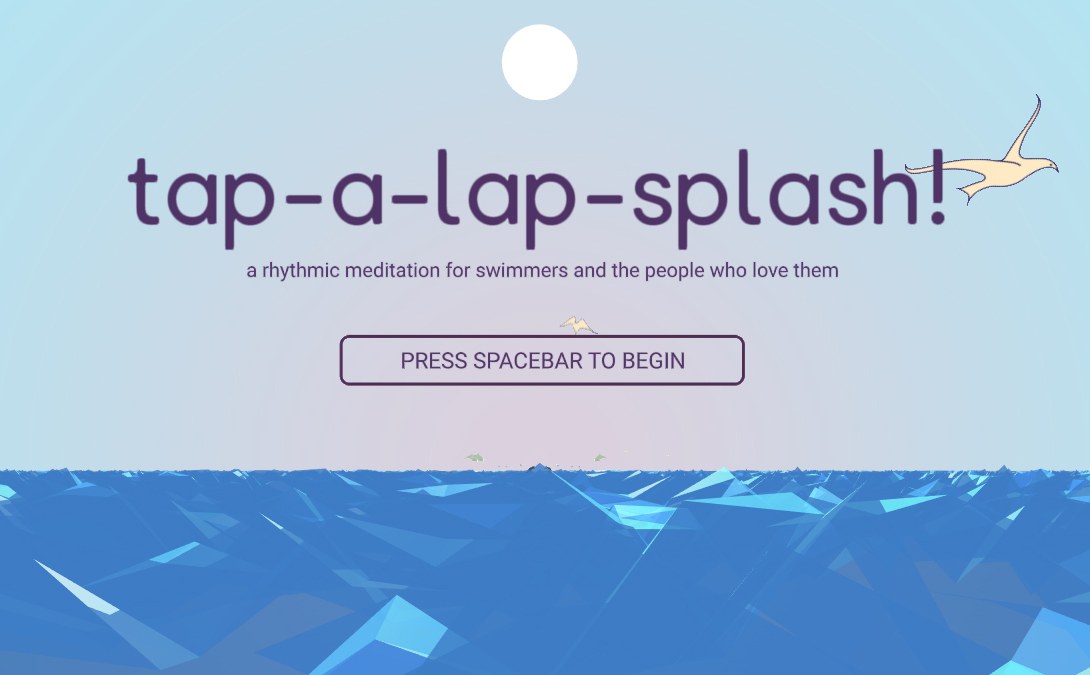 tap-a-lap-splash!
a rhythmic meditation for swimmers and the people who love them
PRESS SPACEBAR TO BEGIN